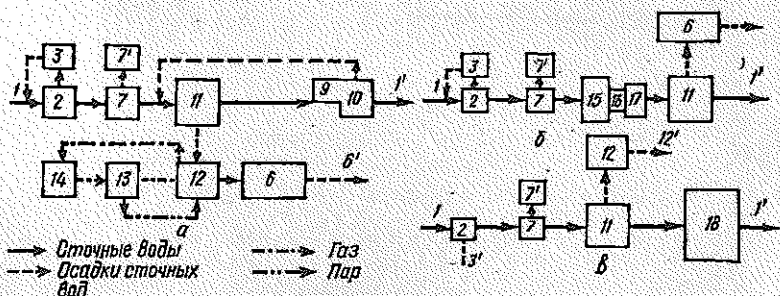 3 7' 6
1 2 7 11 9 10 1'
3 7'
1 2 7 15 16 17 11 1'
б
14 13 12 6 6'
а
12 12'
7'
1 2 7 11 18 1'
3'
в
Сточные воды
Осадки сточных
вод
Газ
Пар